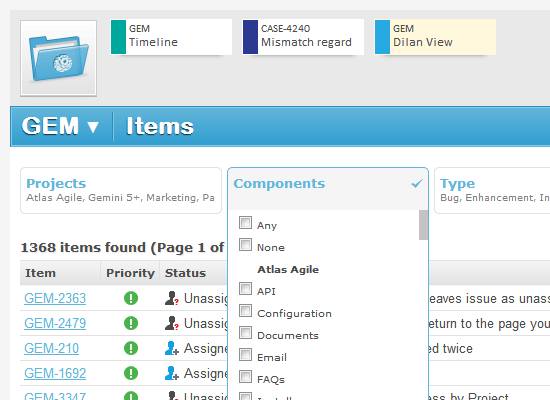 GEM
Timeline
CASE-4240
Mismatch regard
GEM
Dilan View
GEM ▾ Items
Projects
Atlas Agile, Gemini 5+, Marketing, Pa
Components
Type
Bug, Enhancement, In
Any
None
Atlas Agile
API
Configuration
Documents
Email
FAQs
1368 items found (Page 1 of
Item Priority Status
GEM-2363 Unassig eaves issue as unass
GEM-2479 Unassig eturn to the page you
GEM-210 Assigne ed twice
GEM-1692 Assigne
GEM-3347 Unassig ess by Project